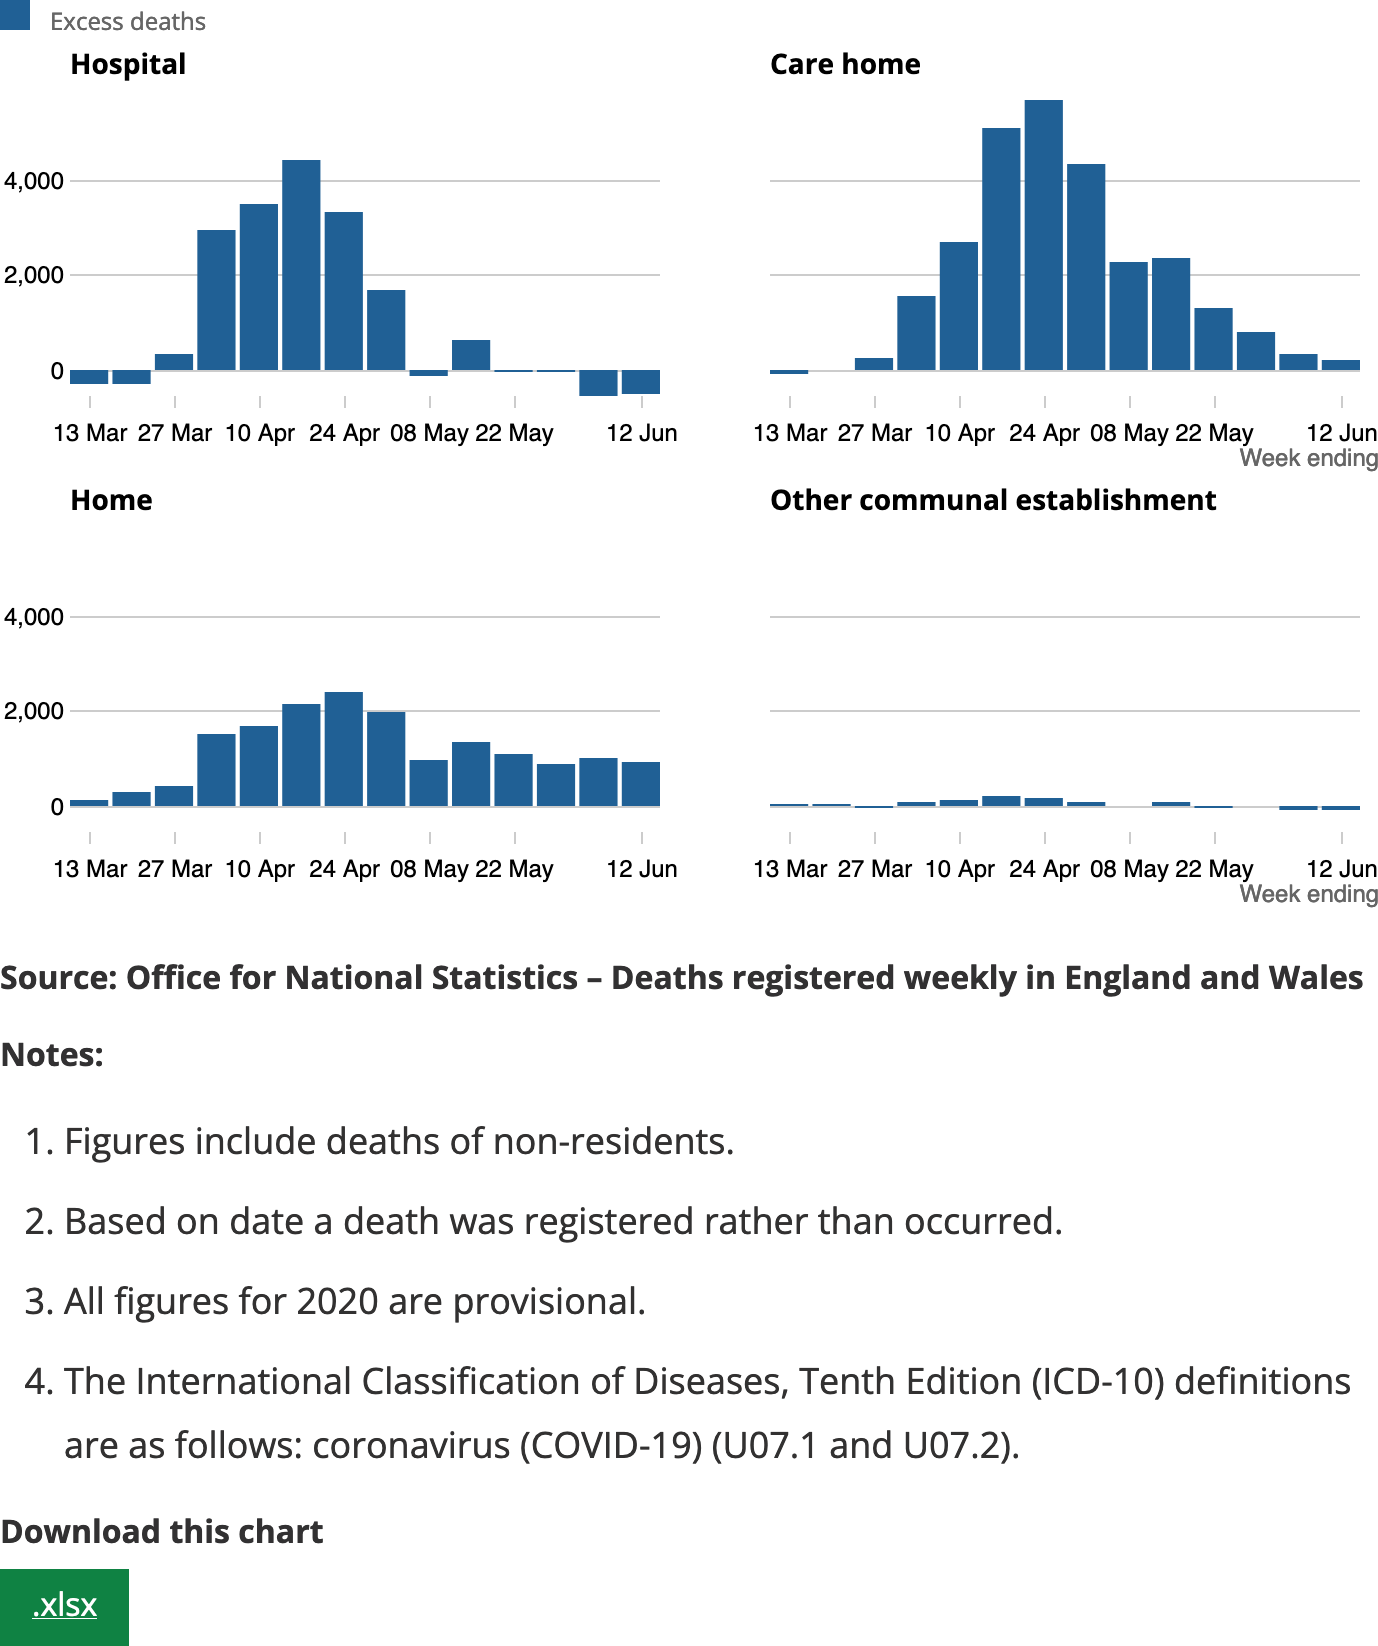 Excess deaths
Hospital
4,000
2,000
0
13 Mar 27 Mar 10 Apr 24 Apr 08 May 22 May 12 Jun
Care home
13 Mar 27 Mar 10 Apr 24 Apr 08 May 22 May 12 Jun
Week ending
Home
4,000
2,000
0
13 Mar 27 Mar 10 Apr 24 Apr 08 May 22 May 12 Jun
Other communal establishment
13 Mar 27 Mar 10 Apr 24 Apr 08 May 22 May 12 Jun
Week ending
Source: Office for National Statistics – Deaths registered weekly in England and Wales
Notes:
1. Figures include deaths of non-residents.
2. Based on date a death was registered rather than occurred.
3. All figures for 2020 are provisional.
4. The International Classification of Diseases, Tenth Edition (ICD-10) definitions
are as follows: coronavirus (COVID-19) (U07.1 and U07.2).
Download this chart
.xlsx